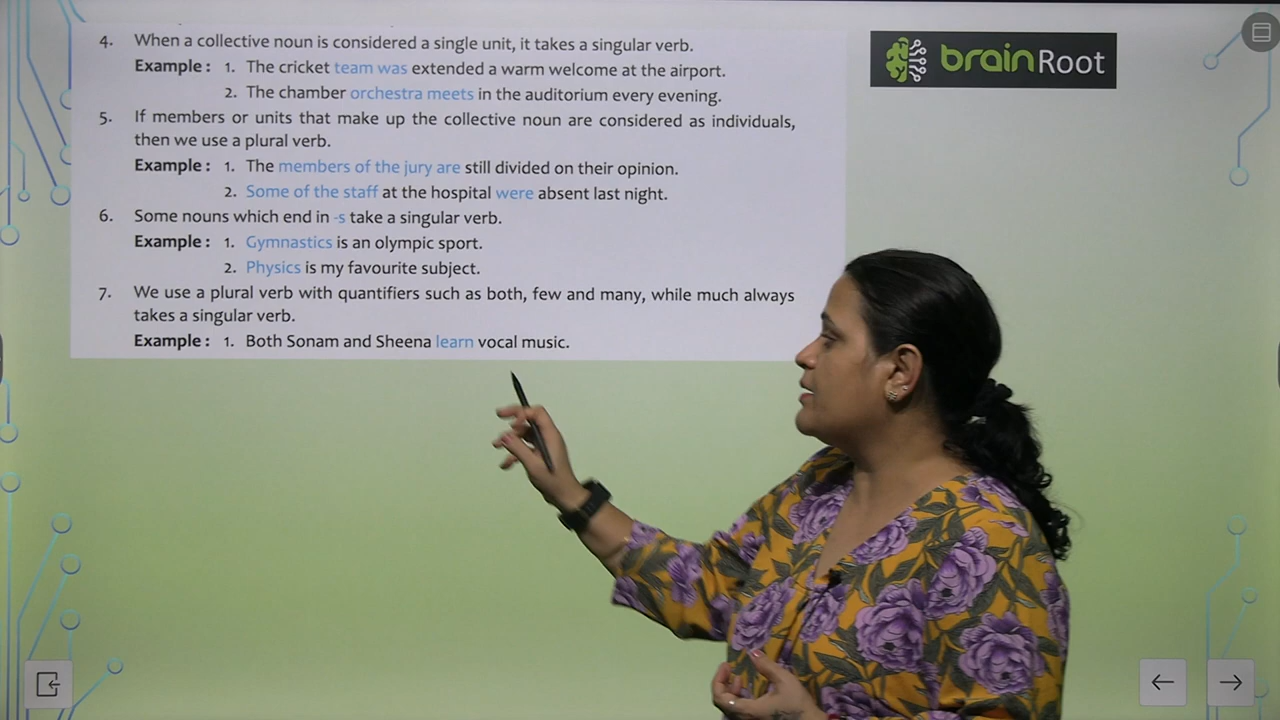 4. When a collective noun is considered a single unit, it takes a singular verb.
Example : 1. The cricket team was extended a warm welcome at the airport.
2. The chamber orchestra meets in the auditorium every evening.
5. If members or units that make up the collective noun are considered as individuals,
then we use a plural verb.
Example : 1. The members of the jury are still divided on their opinion.
2. Some of the staff at the hospital were absent last night.
6. Some nouns which end in -s take a singular verb.
Example : 1. Gymnastics is an olympic sport.
2. Physics is my favourite subject.
7. We use a plural verb with quantifiers such as both, few and many, while much always
takes a singular verb.
Example : 1. Both Sonam and Sheena learn vocal music.
brainRoot